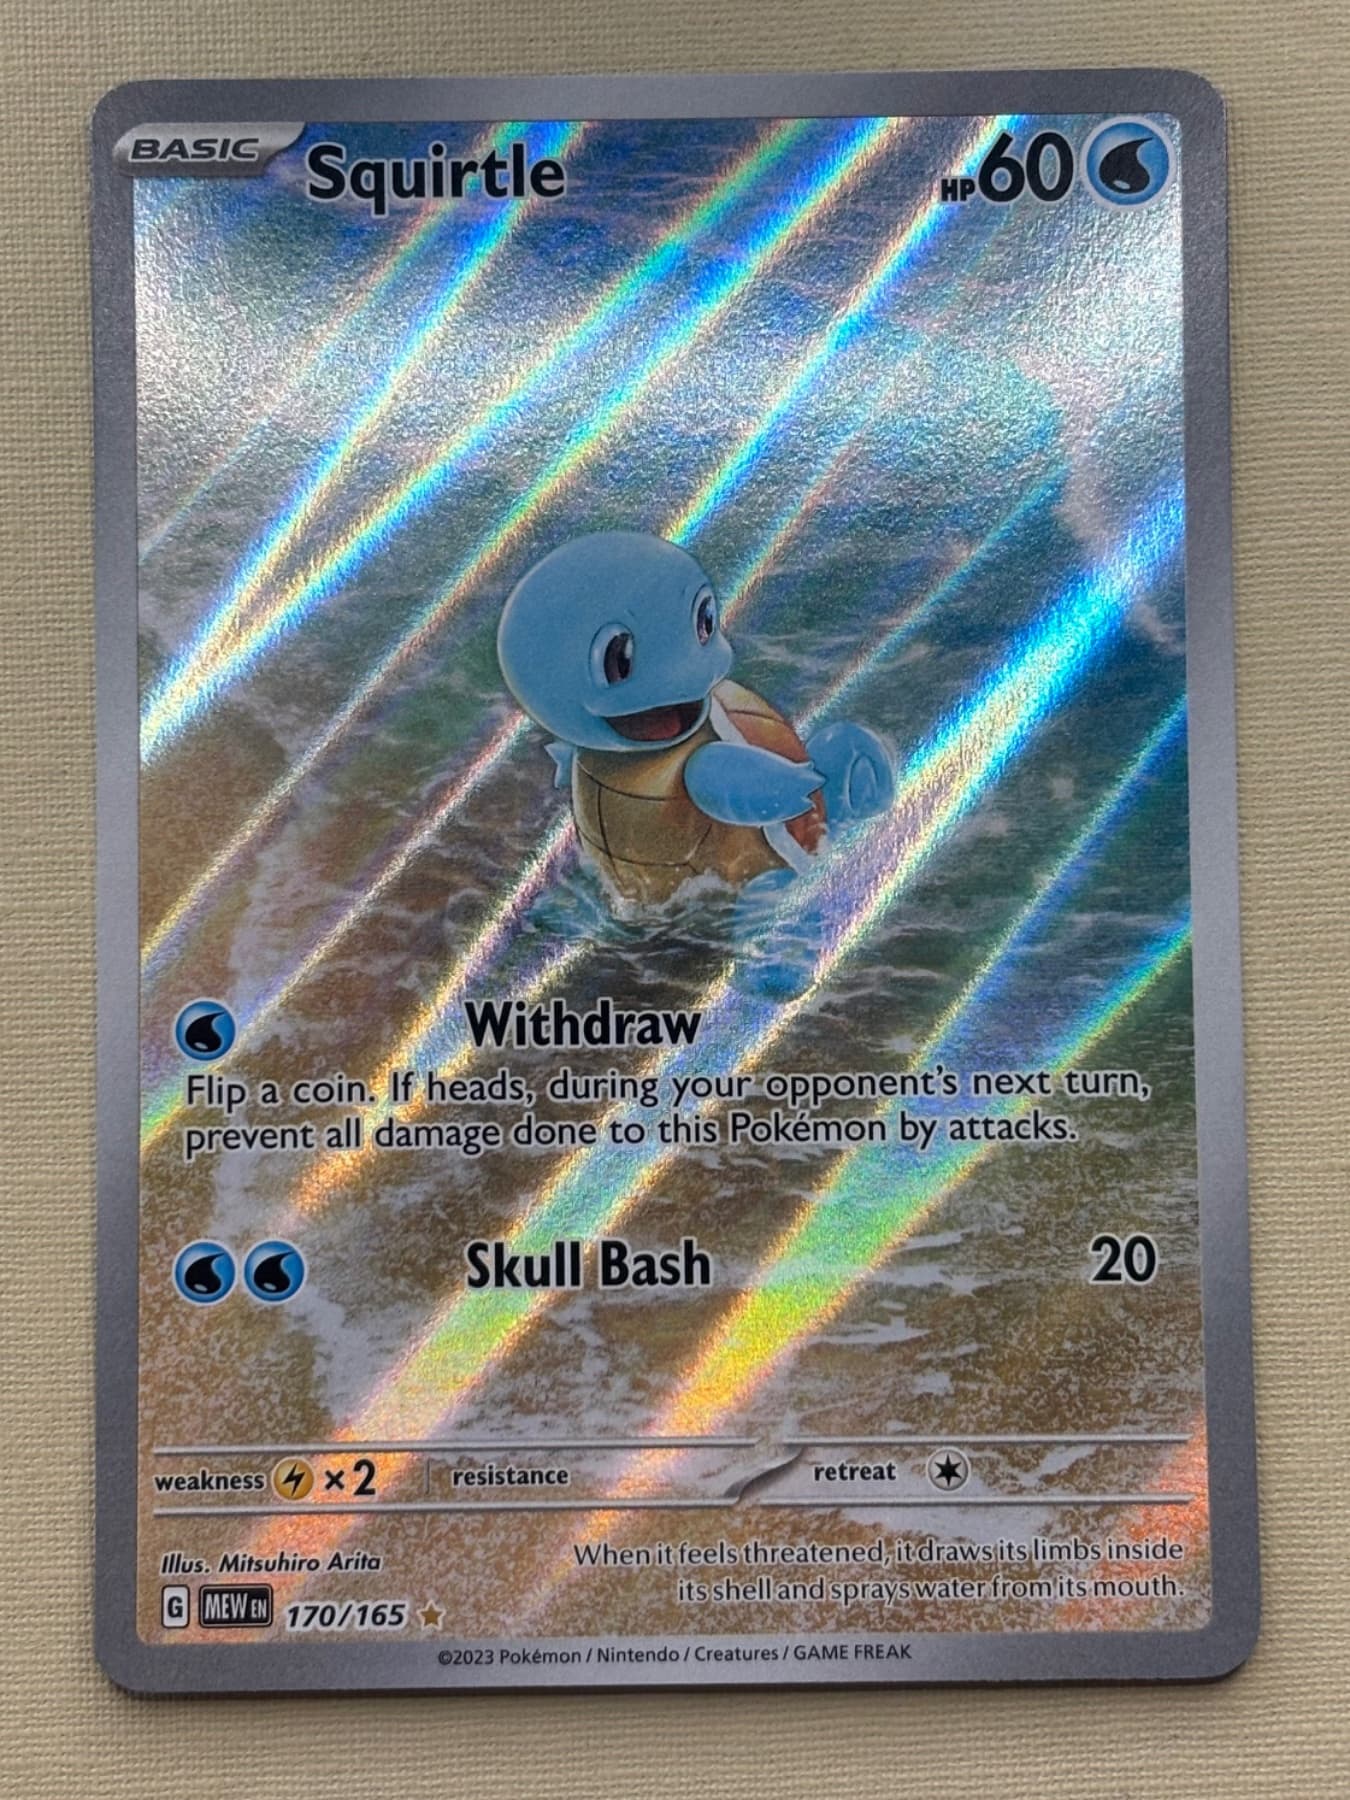 BASIC
Squirtle
HP60
Withdraw
Flip a coin. If heads, during your opponent's next turn,
prevent all damage done to this Pokémon by attacks.
Skull Bash 20
weakness ×2 resistance retreat
Illus. Mitsuhiro Arita
When it feels threatened, it draws its limbs inside
its shell and sprays water from its mouth.
G MEW EN 170/165
©2023 Pokémon / Nintendo / Creatures / GAME FREAK